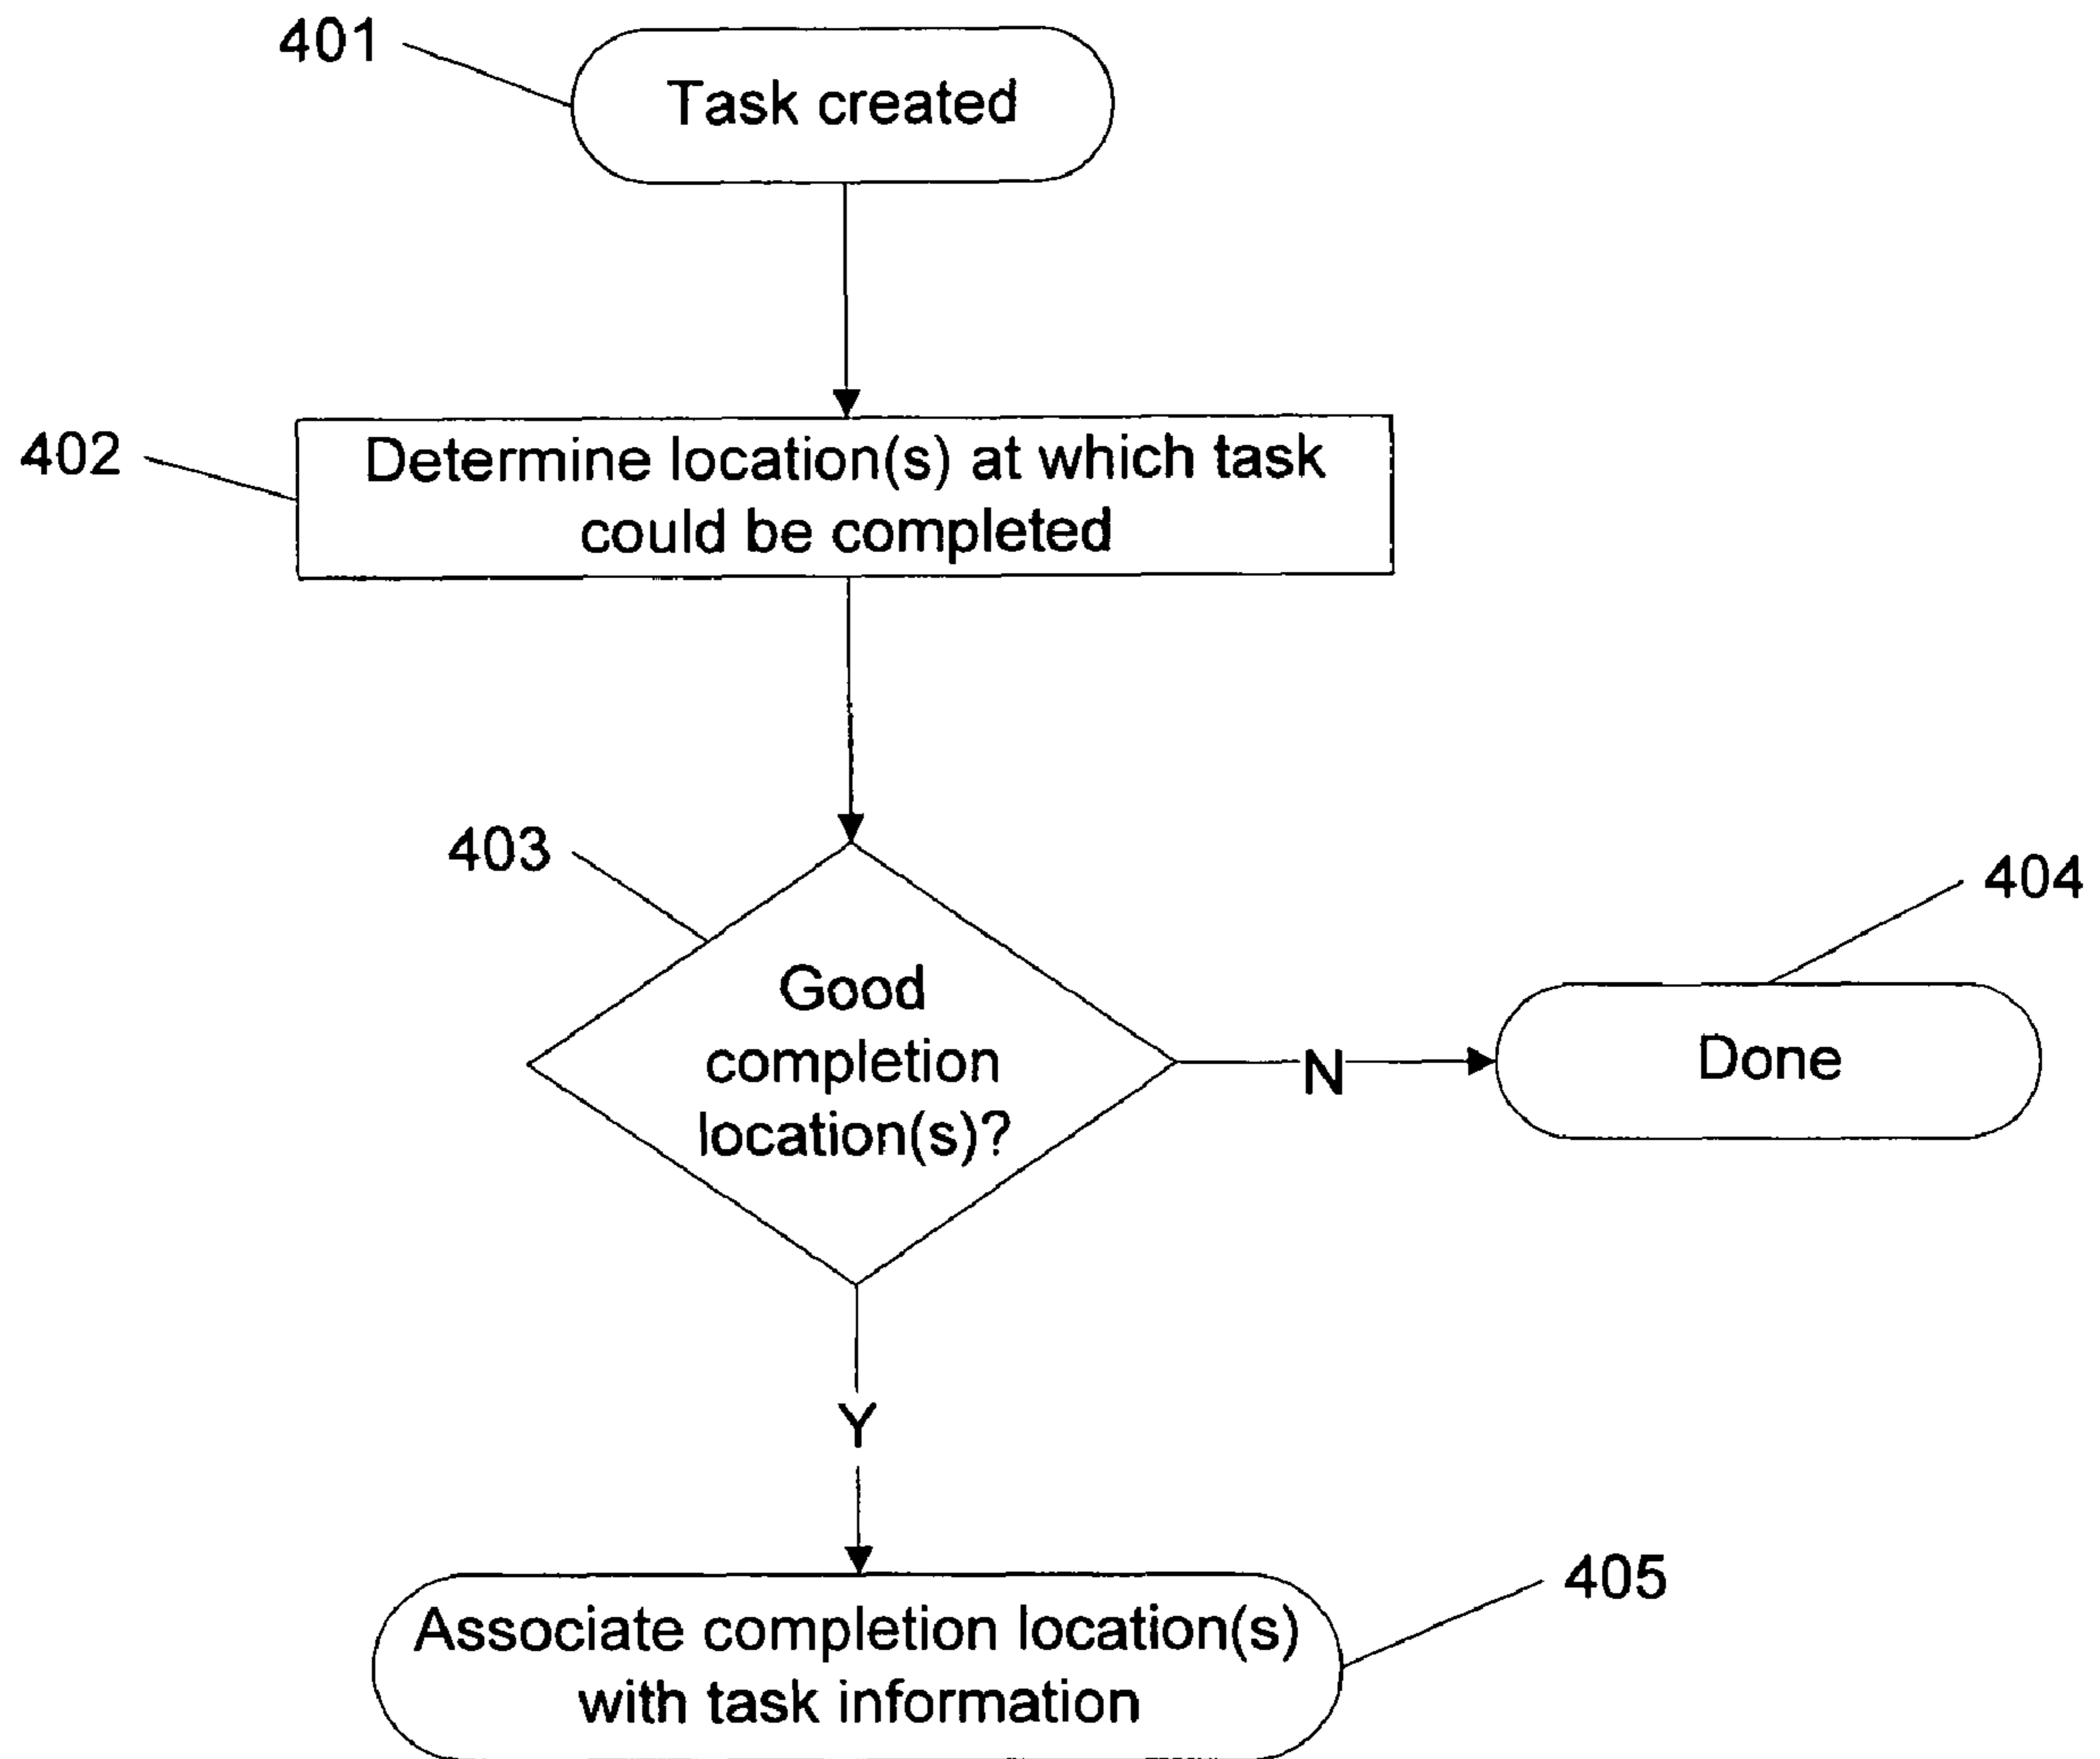 401
Task created
402
Determine location(s) at which task
could be completed
403
Good
completion
location(s)?
N
404
Done
Y
405
Associate completion location(s)
with task information